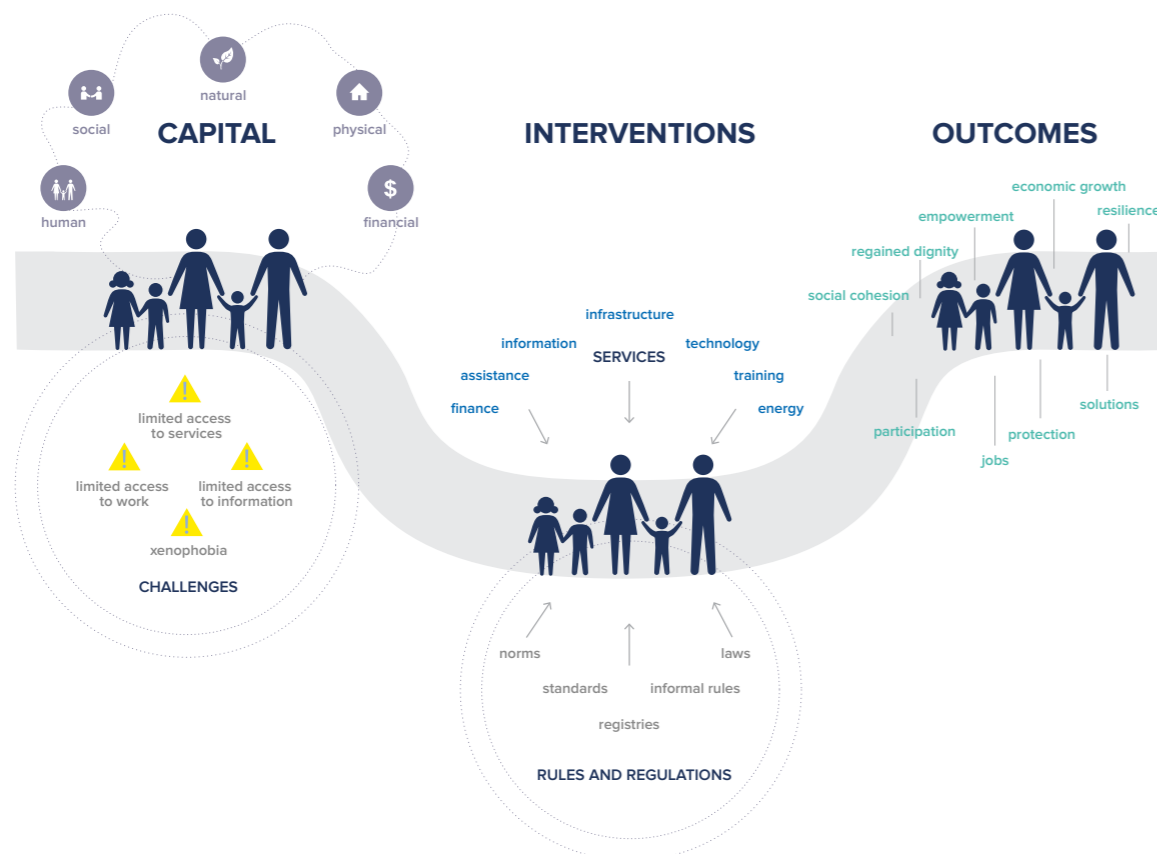 natural
social
physical
human
$
financial
CAPITAL
limited access
to services
!
limited access
to work
!
limited access
to information
!
xenophobia
!
CHALLENGES
INTERVENTIONS
infrastructure
information
technology
SERVICES
assistance
training
finance
energy
norms
laws
standards
informal rules
registries
RULES AND REGULATIONS
OUTCOMES
economic growth
empowerment
resilience
regained dignity
social cohesion
solutions
participation
protection
jobs